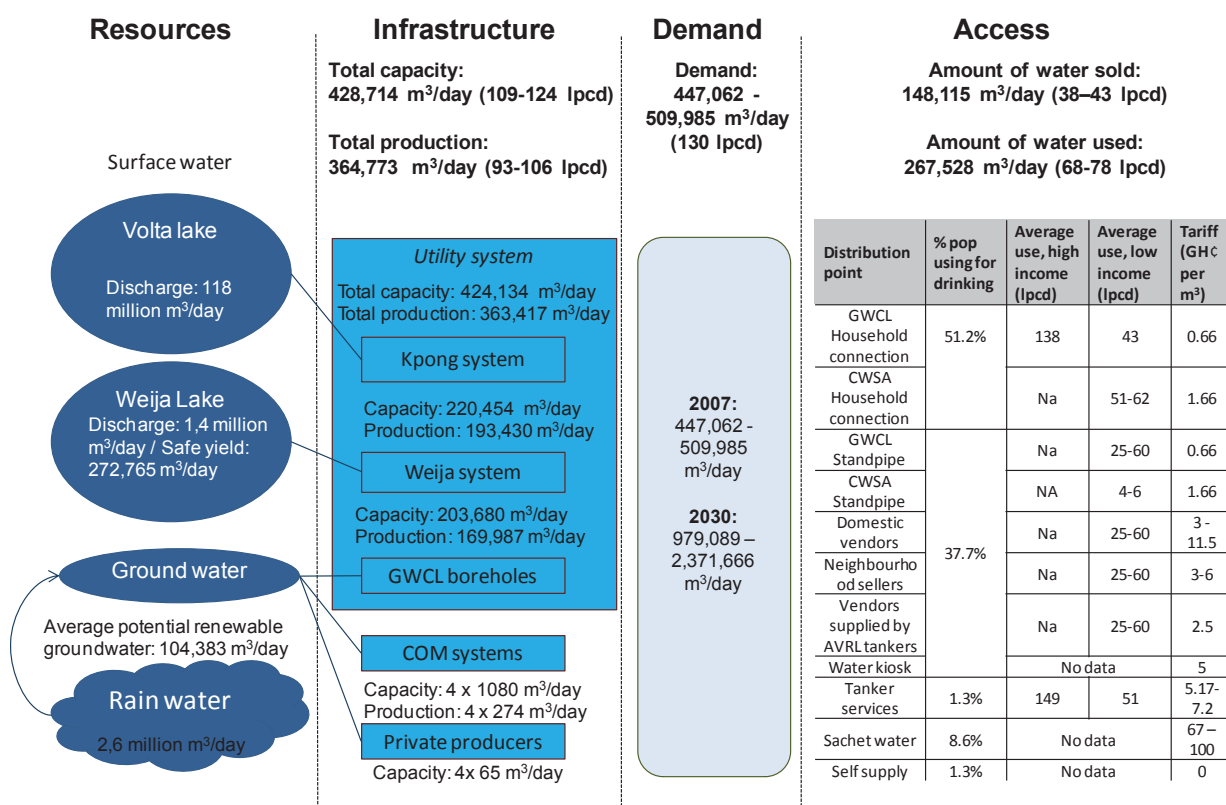 Resources
Infrastructure
Demand
Access
Total capacity:
428,714 m³/day (109-124 lpcd)
Total production:
364,773 m³/day (93-106 lpcd)
Demand:
447,062 -
509,985 m³/day
(130 lpcd)
Amount of water sold:
148,115 m³/day (38–43 lpcd)
Amount of water used:
267,528 m³/day (68-78 lpcd)
Surface water
Volta lake
Discharge: 118
million m³/day
Weija Lake
Discharge: 1,4 million
m³/day / Safe yield:
272,765 m³/day
Ground water
Average potential renewable
groundwater: 104,383 m³/day
Rain water
2,6 million m³/day
Utility system
Total capacity: 424,134 m³/day
Total production: 363,417 m³/day
Kpong system
Capacity: 220,454 m³/day
Production: 193,430 m³/day
Weija system
Capacity: 203,680 m³/day
Production: 169,987 m³/day
GWCL boreholes
COM systems
Capacity: 4 x 1080 m³/day
Production: 4 x 274 m³/day
Private producers
Capacity: 4x 65 m³/day
2007:
447,062 -
509,985
m³/day
2030:
979,089 –
2,371,666
m³/day
Distribution
point
% pop
using for
drinking
Average
use, high
income
(lpcd)
Average
use, low
income
(lpcd)
Tariff
(GH₵
per
m³)
GWCL
Household
connection
51.2%
138
43
0.66
CWSA
Household
connection
Na
51-62
1.66
GWCL
Standpipe
37.7%
Na
25-60
0.66
CWSA
Standpipe
NA
4-6
1.66
Domestic
vendors
Na
25-60
3 -
11.5
Neighbourho
od sellers
Na
25-60
3-6
Vendors
supplied by
AVRL tankers
Na
25-60
2.5
Water kiosk
No data
5
Tanker
services
1.3%
149
51
5.17-
7.2
Sachet water
8.6%
No data
67 –
100
Self supply
1.3%
No data
0